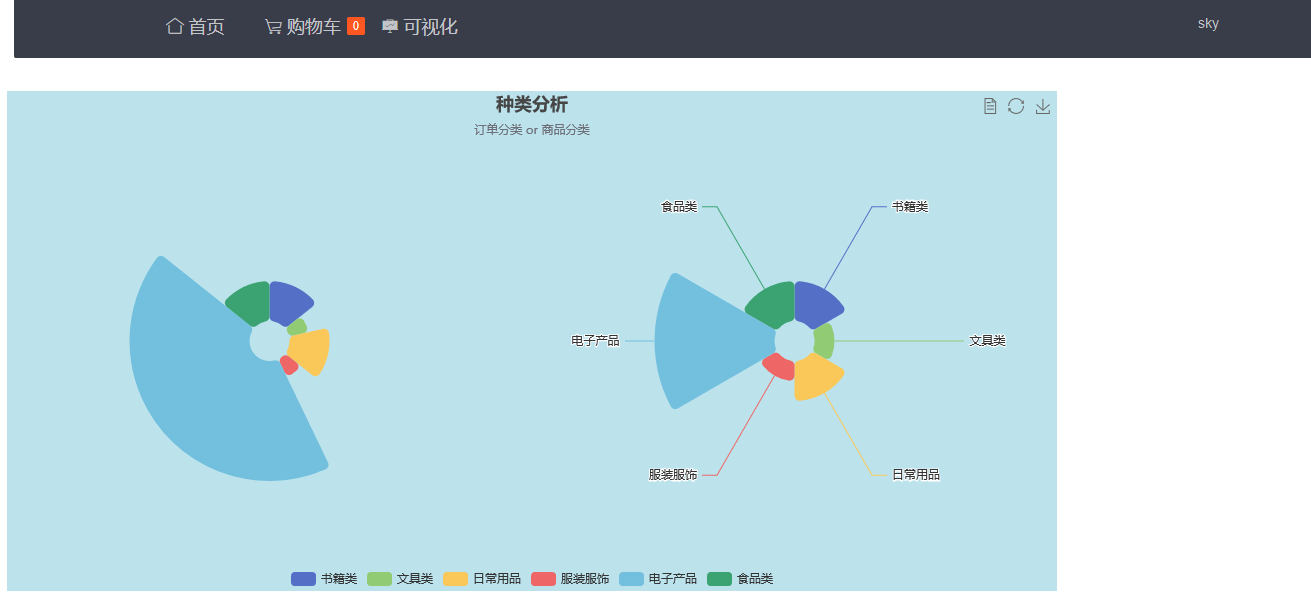 首页 购物车 0 可视化 sky
种类分析
订单分类 or 商品分类
食品类 书籍类
电子产品 文具类
服装服饰 日常用品
书籍类 文具类 日常用品 服装服饰 电子产品 食品类